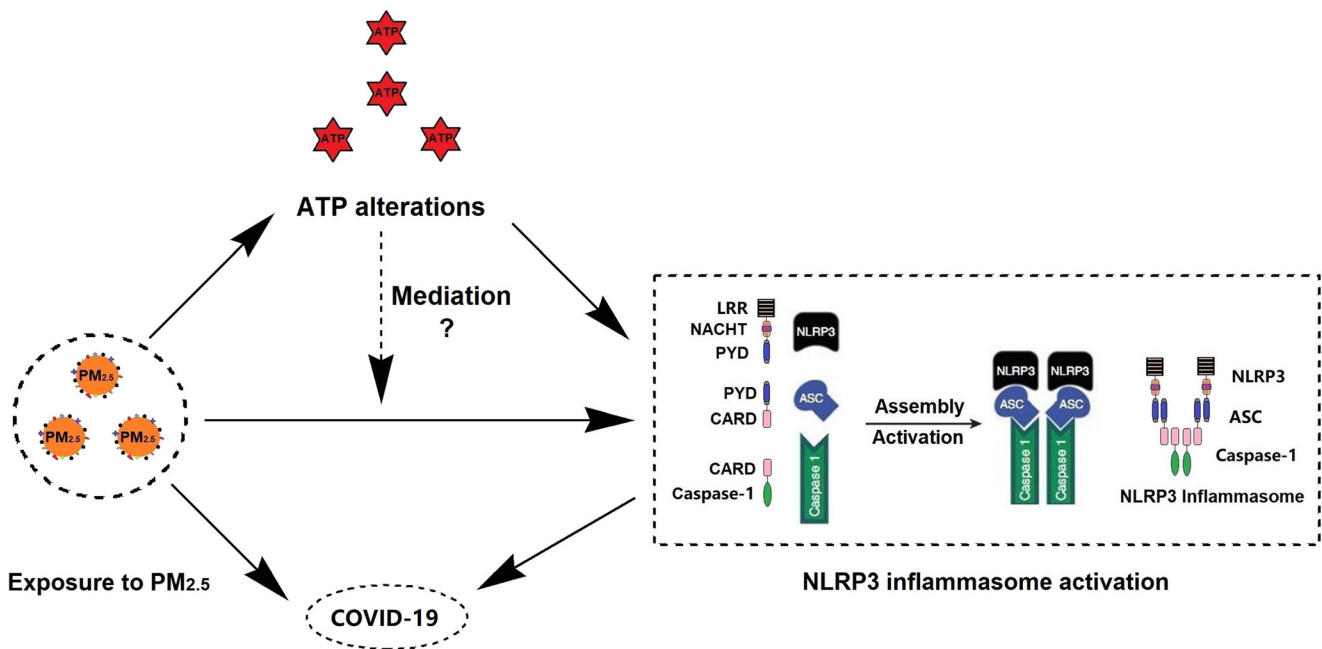 ATP
ATP
ATP
ATP
ATP alterations
Mediation
?
PM2.5
PM2.5
PM2.5
Exposure to PM2.5
COVID-19
LRR
NACHT
PYD
NLRP3
PYD
CARD
ASC
CARD
Caspase-1
Caspase 1
Assembly
Activation
NLRP3
NLRP3
ASC
ASC
Caspase 1
Caspase 1
NLRP3
ASC
Caspase-1
NLRP3 Inflammasome
NLRP3 inflammasome activation